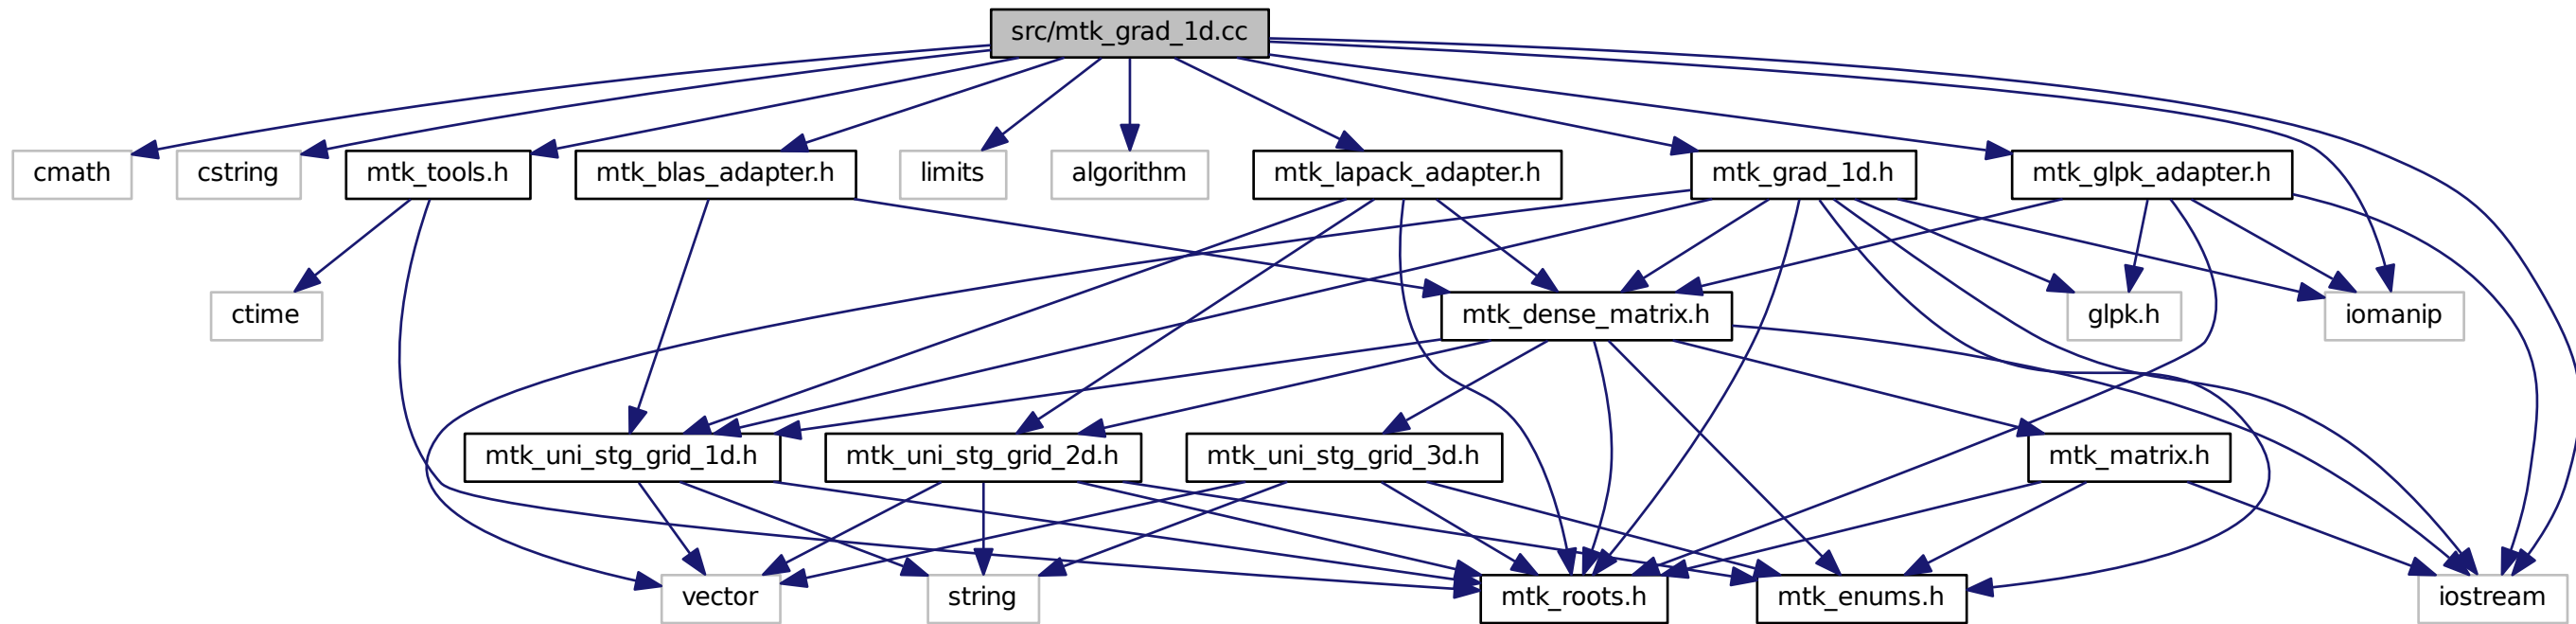 src/mtk_grad_1d.cc
cmath
cstring
mtk_tools.h
mtk_blas_adapter.h
limits
algorithm
mtk_lapack_adapter.h
mtk_grad_1d.h
mtk_glpk_adapter.h
ctime
mtk_dense_matrix.h
glpk.h
iomanip
mtk_uni_stg_grid_1d.h
mtk_uni_stg_grid_2d.h
mtk_uni_stg_grid_3d.h
mtk_matrix.h
vector
string
mtk_roots.h
mtk_enums.h
iostream